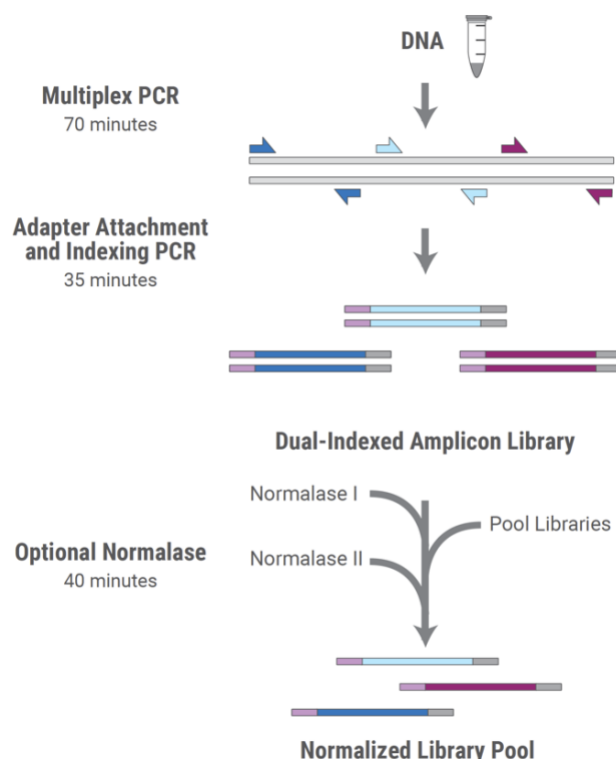 DNA
Multiplex PCR
70 minutes
Adapter Attachment
and Indexing PCR
35 minutes
Dual-Indexed Amplicon Library
Normalase I
Pool Libraries
Optional Normalase
Normalase II
40 minutes
Normalized Library Pool